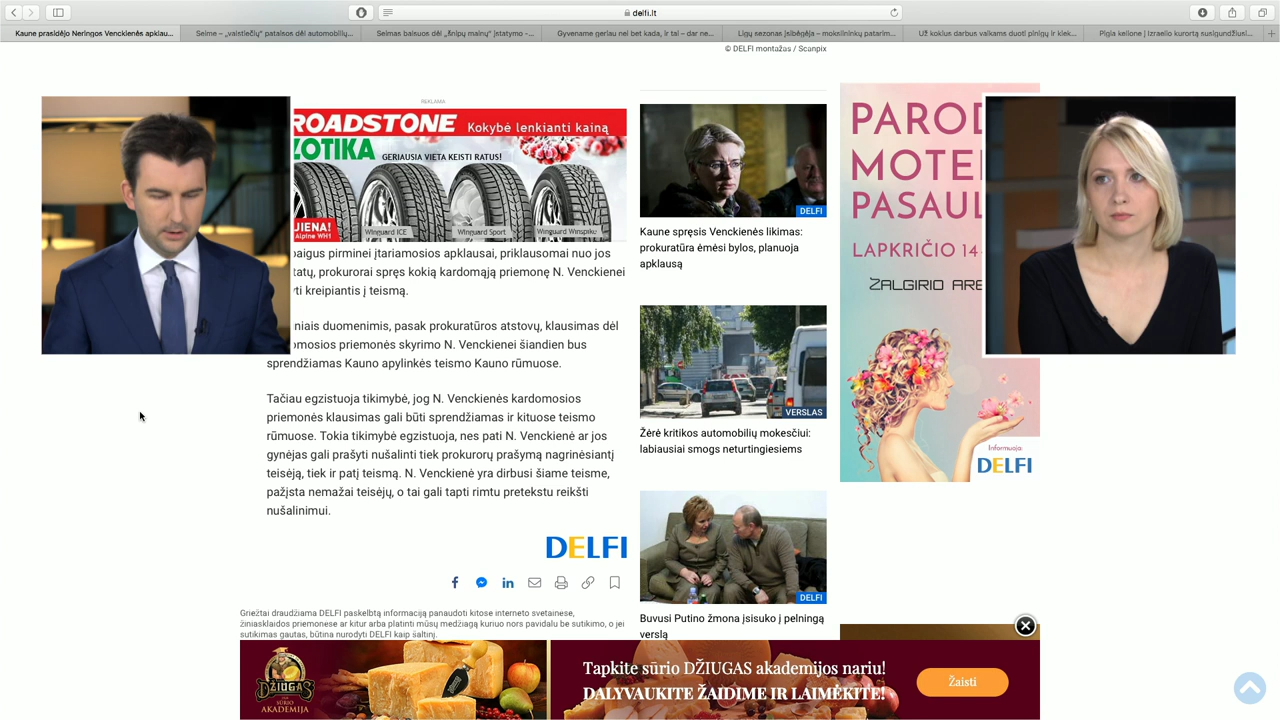 delfi.lt
Kaune prasidėjo Neringos Venckienės apklau...
Seime – „vaistiečių“ pataisos dėl automobilių...
Seimas balsuos dėl „šnipų mainų“ įstatymo -...
Gyvename geriau nei bet kada, ir tai – dar ne...
Ligų sezonas įsibėgėja – mokslininkų patarim...
Už kokius darbus vaikams duoti pinigų ir kiek...
Pigia kelione į Izraelio kurortą susigundžiusi...
© DELFI montažas / Scanpix
REKLAMA
ROADSTONE Kokybė lenkianti kainą
ZOTIKA GERIAUSIA VIETA KEISTI RATUS!
JIENA!
Alpine WH1
Winguard ICE
Winguard Sport
Winguard Winspike
baigus pirminei įtariamosios apklausai, priklausomai nuo jos
tatų, prokurorai spręs kokią kardomąją priemonę N. Venckienei
yti kreipiantis į teismą.
niais duomenimis, pasak prokuratūros atstovų, klausimas dėl
omosios priemonės skyrimo N. Venckienei šiandien bus
sprendžiamas Kauno apylinkės teismo Kauno rūmuose.
Tačiau egzistuoja tikimybė, jog N. Venckienės kardomosios
priemonės klausimas gali būti sprendžiamas ir kituose teismo
rūmuose. Tokia tikimybė egzistuoja, nes pati N. Venckienė ar jos
gynėjas gali prašyti nušalinti tiek prokurorų prašymą nagrinėsiantį
teisėją, tiek ir patį teismą. N. Venckienė yra dirbusi šiame teisme,
pažįsta nemažai teisėjų, o tai gali tapti rimtu pretekstu reikšti
nušalinimui.
DELFI
Griežtai draudžiama DELFI paskelbtą informaciją panaudoti kitose interneto svetainėse,
žiniasklaidos priemonėse ar kitur arba platinti mūsų medžiagą kuriuo nors pavidalu be sutikimo, o jei
sutikimas gautas, būtina nurodyti DELFI kaip šaltinį.
DELFI
Kaune spręsis Venckienės likimas:
prokuratūra ėmėsi bylos, planuoja
apklausą
VERSLAS
Žėrė kritikos automobilių mokesčiui:
labiausiai smogs neturtingiesiems
DELFI
Buvusi Putino žmona įsisuko į pelningą
verslą
PAROD
MOTE
PASAUL
LAPKRIČIO 14
ŽALGIRIO ARE
Informuoja:
DELFI
DŽIUGAS
SŪRIO
AKADEMIJA
Tapkite sūrio DŽIUGAS akademijos nariu!
DALYVAUKITE ŽAIDIME IR LAIMĖKITE!
Žaisti